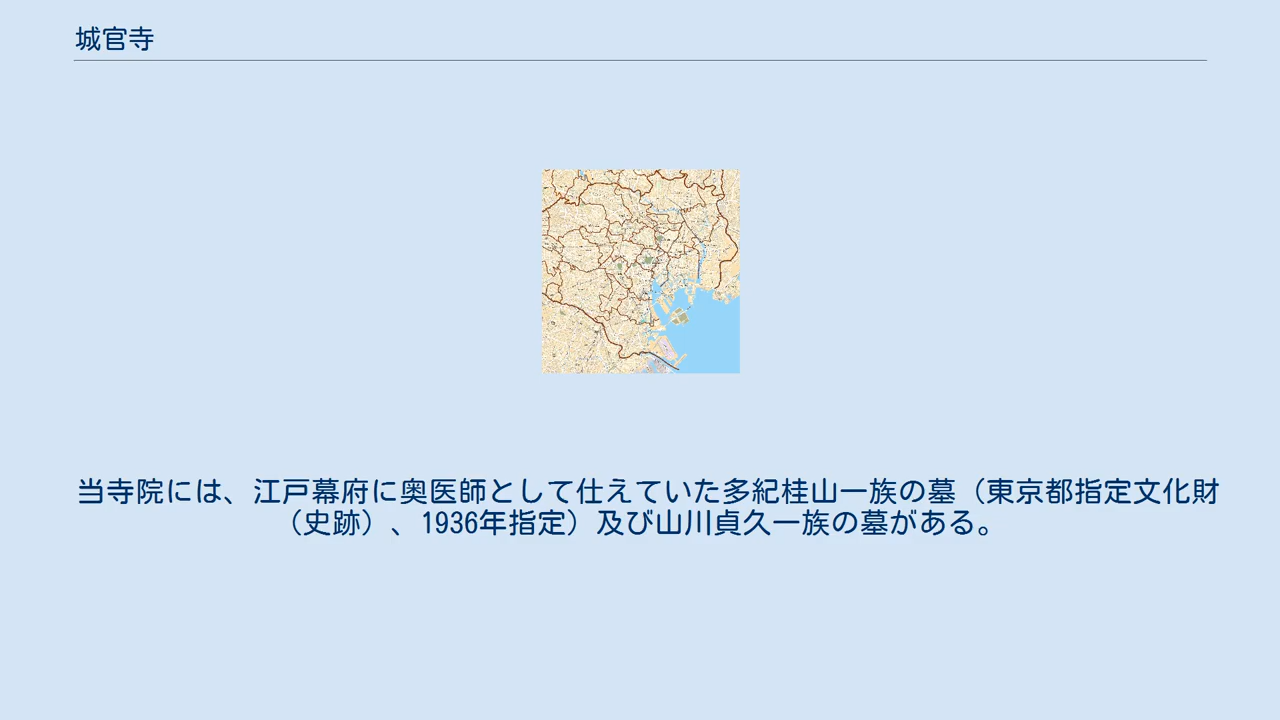 城官寺
当寺院には、江戸幕府に奥医師として仕えていた多紀桂山一族の墓（東京都指定文化財
（史跡）、1936年指定）及び山川貞久一族の墓がある。